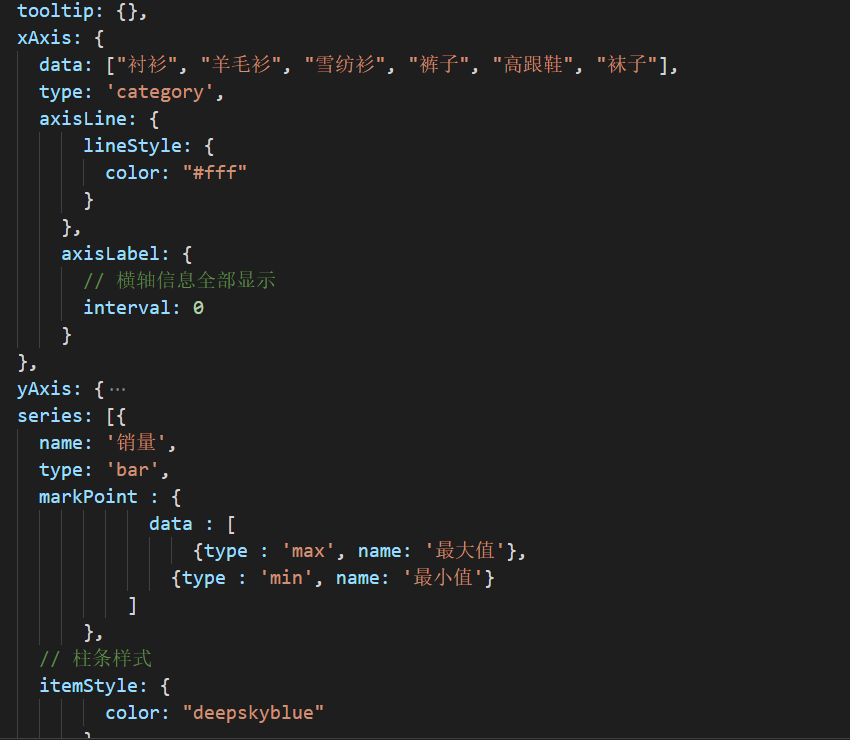 tooltip: {},
xAxis: {
data: ["衬衫", "羊毛衫", "雪纺衫", "裤子", "高跟鞋", "袜子"],
type: 'category',
axisLine: {
lineStyle: {
color: "#fff"
}
},
axisLabel: {
// 横轴信息全部显示
interval: 0
}
},
yAxis: {···
series: [{
name: '销量',
type: 'bar',
markPoint : {
data : [
{type : 'max', name: '最大值'},
{type : 'min', name: '最小值'}
]
},
// 柱条样式
itemStyle: {
color: "deepskyblue"